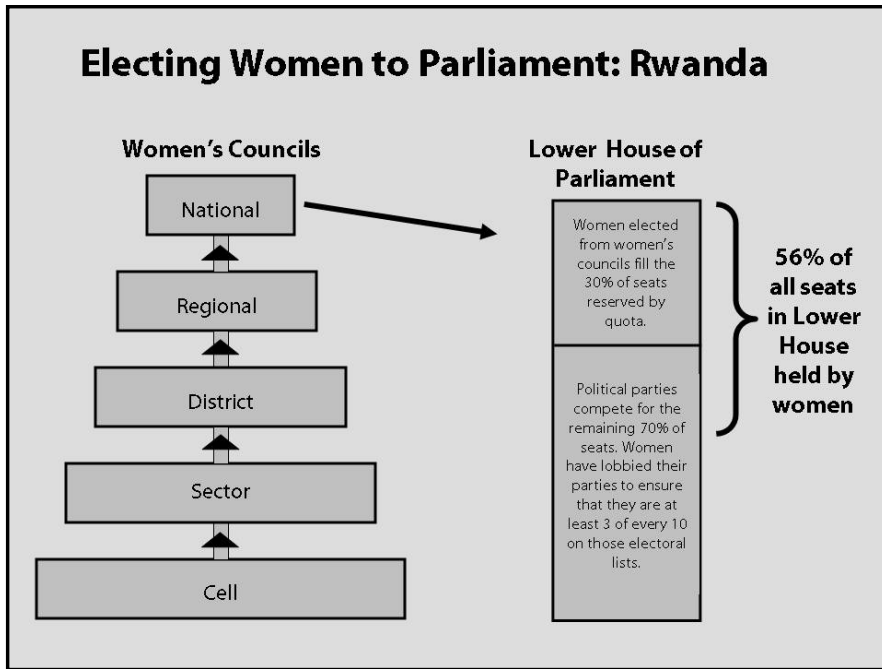 Electing Women to Parliament: Rwanda
Women's Councils
National
Regional
District
Sector
Cell
Lower House of
Parliament
Women elected
from women's
councils fill the
30% of seats
reserved by
quota.
Political parties
compete for the
remaining 70% of
seats. Women
have lobbied their
parties to ensure
that they are at
least 3 of every 10
on those electoral
lists.
56% of
all seats
in Lower
House
held by
women